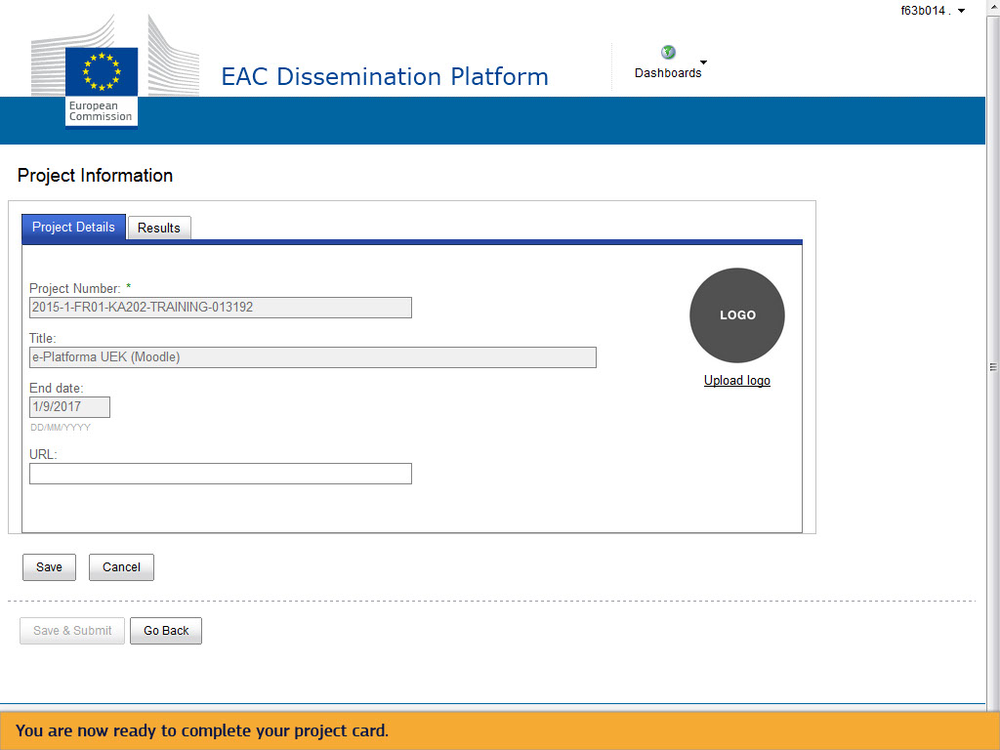 f63b014 .
EAC Dissemination Platform
Dashboards
European
Commission
Project Information
Project Details
Results
Project Number: *
2015-1-FR01-KA202-TRAINING-013192
LOGO
Title:
e-Platforma UEK (Moodle)
Upload logo
End date:
1/9/2017
DD/MM/YYYY
URL:
Save
Cancel
Save & Submit
Go Back
You are now ready to complete your project card.